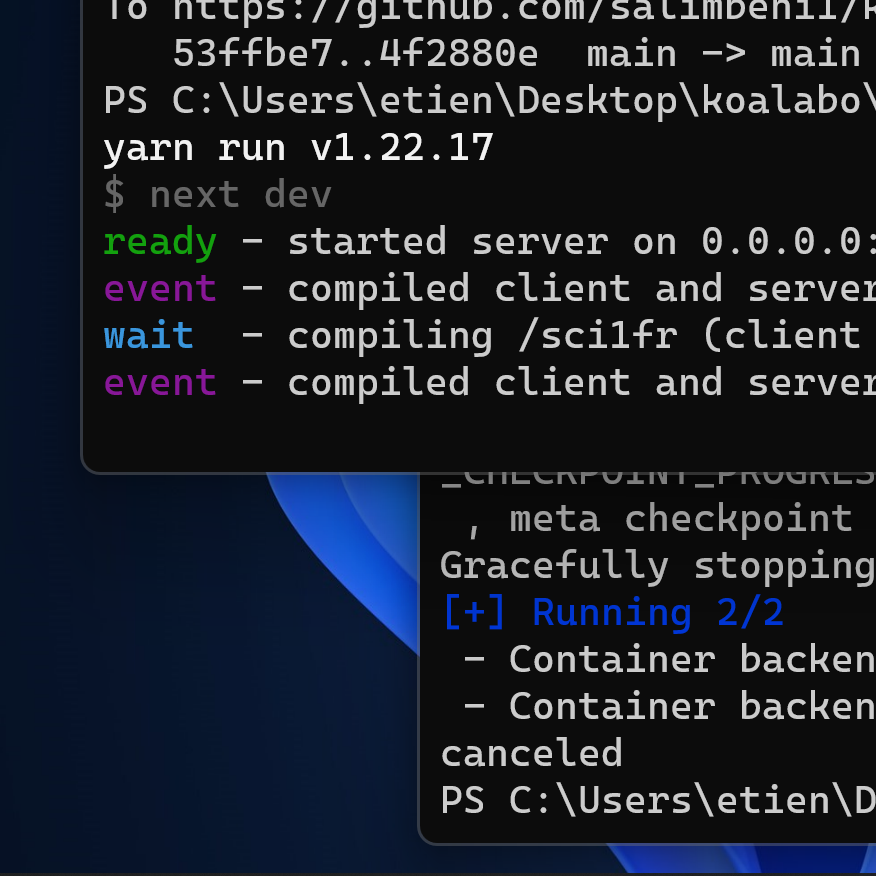 To https://github.com/salimbenil/
53ffbe7..4f2880e main -> main
PS C:\Users\etien\Desktop\koalabo\
yarn run v1.22.17
$ next dev
ready - started server on 0.0.0.0:
event - compiled client and server
wait - compiling /sci1fr (client
event - compiled client and server
_CHECKPOINT_PROGRES
, meta checkpoint
Gracefully stopping
[+] Running 2/2
- Container backen
- Container backen
canceled
PS C:\Users\etien\D